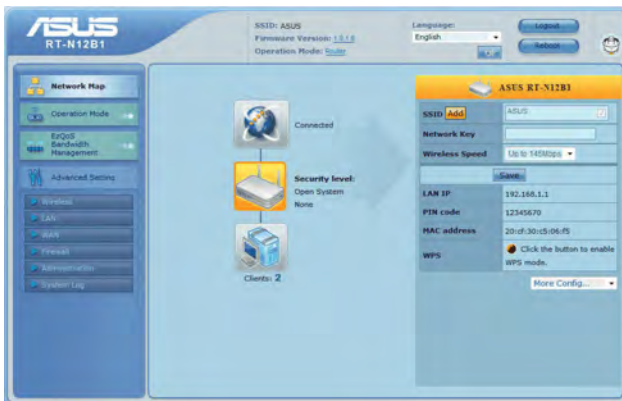 ASUS
RT-N12B1
SSID: ASUS
Firmware Version: 1.0.1.8
Operation Mode: Router
Language:
English
Logout
Reboot
Network Map
Operation Mode
EzQoS
Bandwidth
Management
Advanced Setting
Wireless
LAN
WAN
Firewall
Administration
System Log
Connected
Security level:
Open System
None
Clients: 2
ASUS RT-N12B1
SSID Add ASUS
Network Key
Wireless Speed Up to 145Mbps
Save
LAN IP 192.168.1.1
PIN code 12345670
MAC address 20:cf:30:c5:06:f5
WPS Click the button to enable
WPS mode.
More Config...